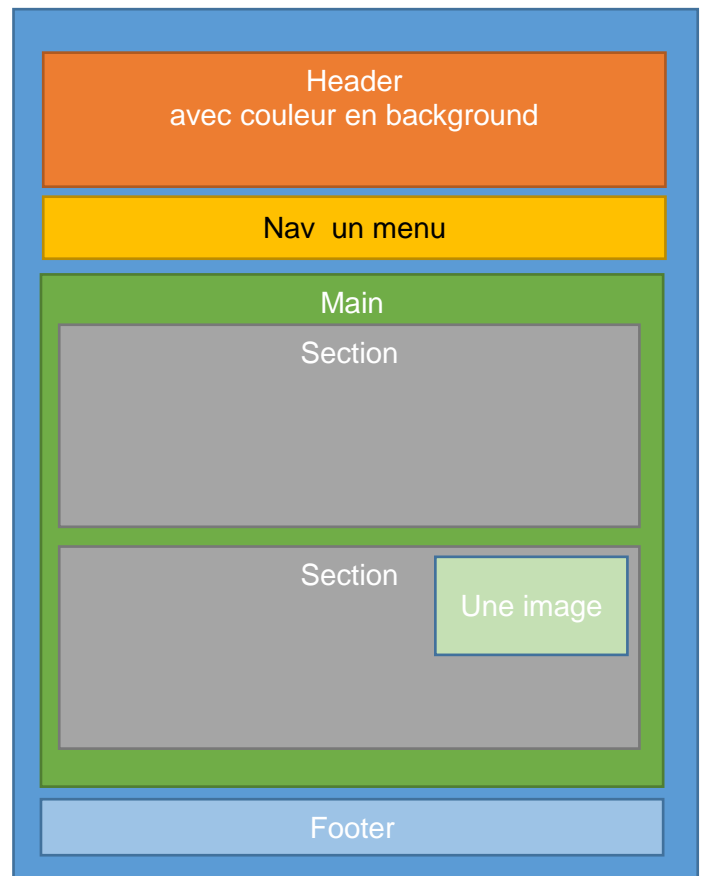 Header
avec couleur en background
Nav un menu
Main
Section
Section
Une image
Footer